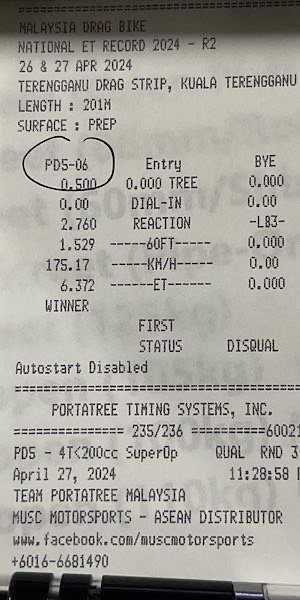 MALAYSIA DRAG BIKE
NATIONAL ET RECORD 2024 - R2
26 & 27 APR 2024
TERENGGANU DRAG STRIP, KUALA TERENGGANU
LENGTH : 201M
SURFACE : PREP
PD5-06 Entry BYE
0.500 0.000 TREE 0.000
0.00 DIAL-IN 0.00
2.760 REACTION -LB3-
1.529 ------60FT------ 0.000
175.17 ------KM/H------ 0.00
6.372 -------ET------- 0.000
WINNER
FIRST
STATUS DISQUAL
Autostart Disabled
PORTATREE TIMING SYSTEMS, INC.
============ 235/236 ==========60021
PD5 - 4T<200cc SuperOp QUAL RND 3
April 27, 2024 11:28:58
TEAM PORTATREE MALAYSIA
MUSC MOTORSPORTS - ASEAN DISTRIBUTOR
www.facebook.com/muscmotorsports
+6016-6681490